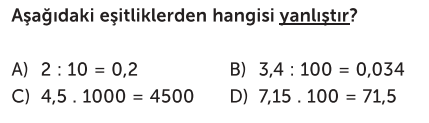 Aşağıdaki eşitliklerden hangisi yanlıştır?
A) 2 : 10 = 0,2 B) 3,4 : 100 = 0,034
C) 4,5 . 1000 = 4500 D) 7,15 . 100 = 71,5